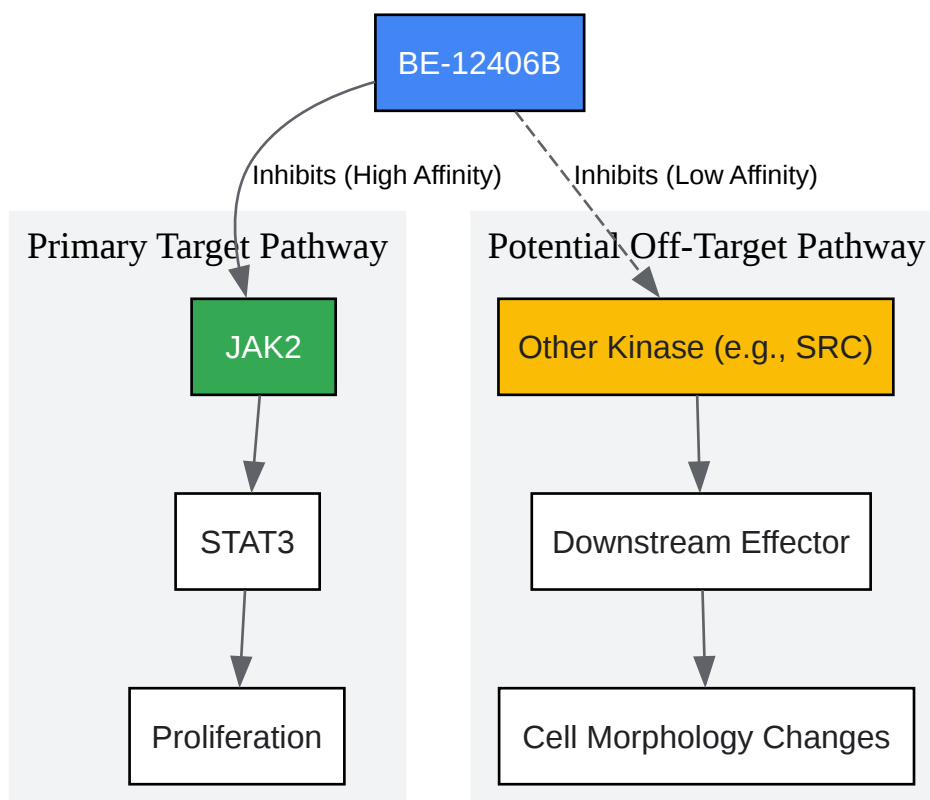 BE-12406B
Inhibits (High Affinity)
Inhibits (Low Affinity)
Primary Target Pathway
JAK2
STAT3
Proliferation
Potential Off-Target Pathway
Other Kinase (e.g., SRC)
Downstream Effector
Cell Morphology Changes